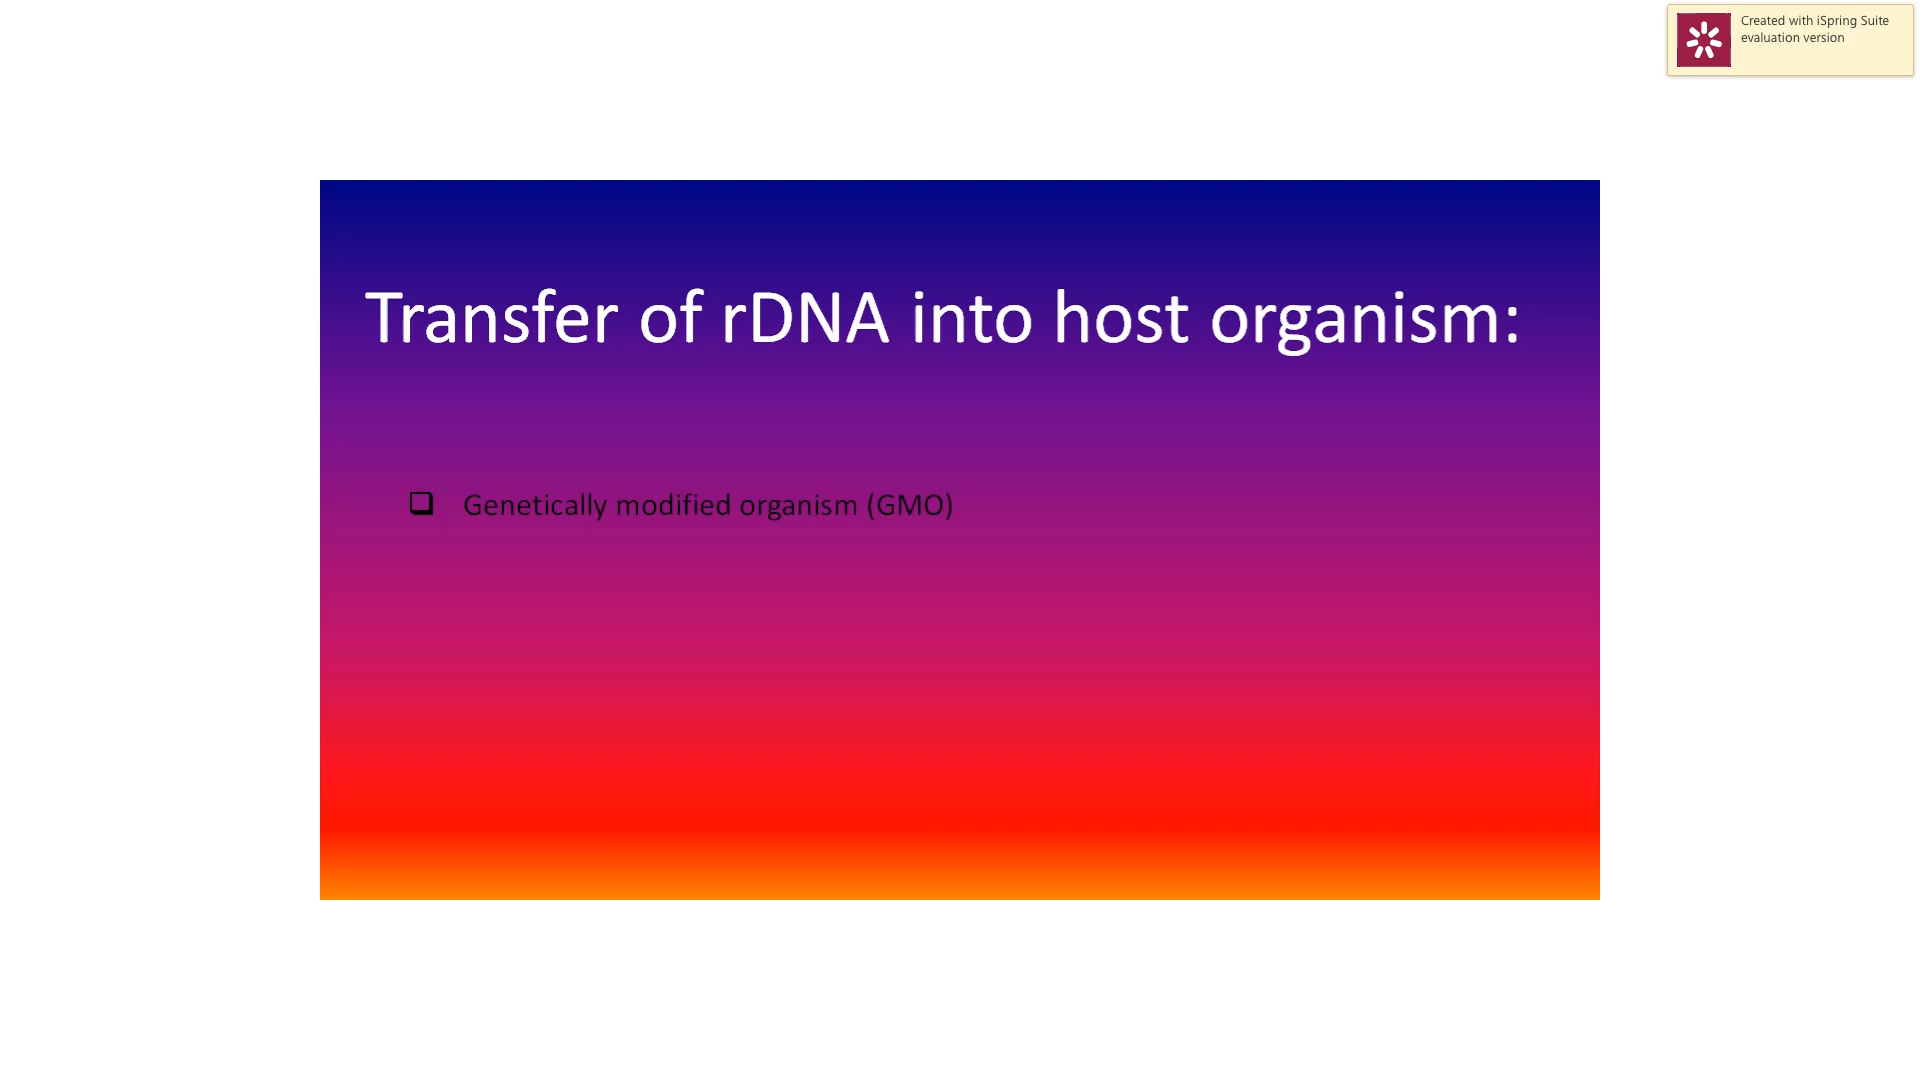 Created with iSpring Suite
evaluation version
Transfer of rDNA into host organism:
Genetically modified organism (GMO)